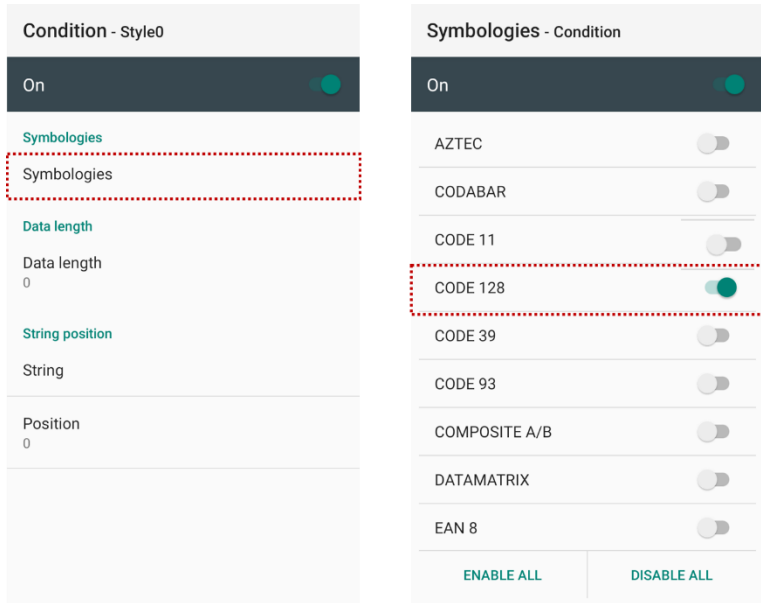 Condition - Style0
On
Symbologies
Symbologies
Data length
Data length
0
String position
String
Position
0
Symbologies - Condition
On
AZTEC
CODABAR
CODE 11
CODE 128
CODE 39
CODE 93
COMPOSITE A/B
DATAMATRIX
EAN 8
ENABLE ALL DISABLE ALL